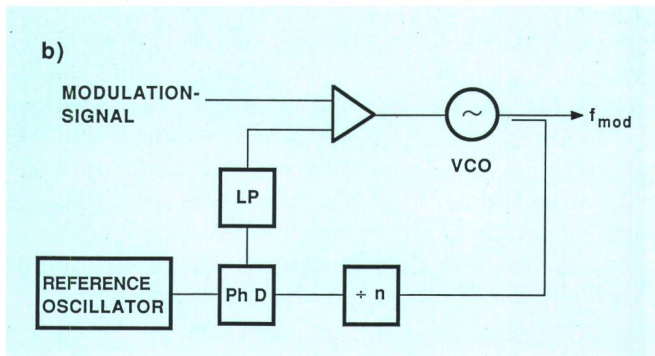 b)
MODULATION-
SIGNAL
f mod
VCO
~
LP
REFERENCE
OSCILLATOR
Ph D
÷ n